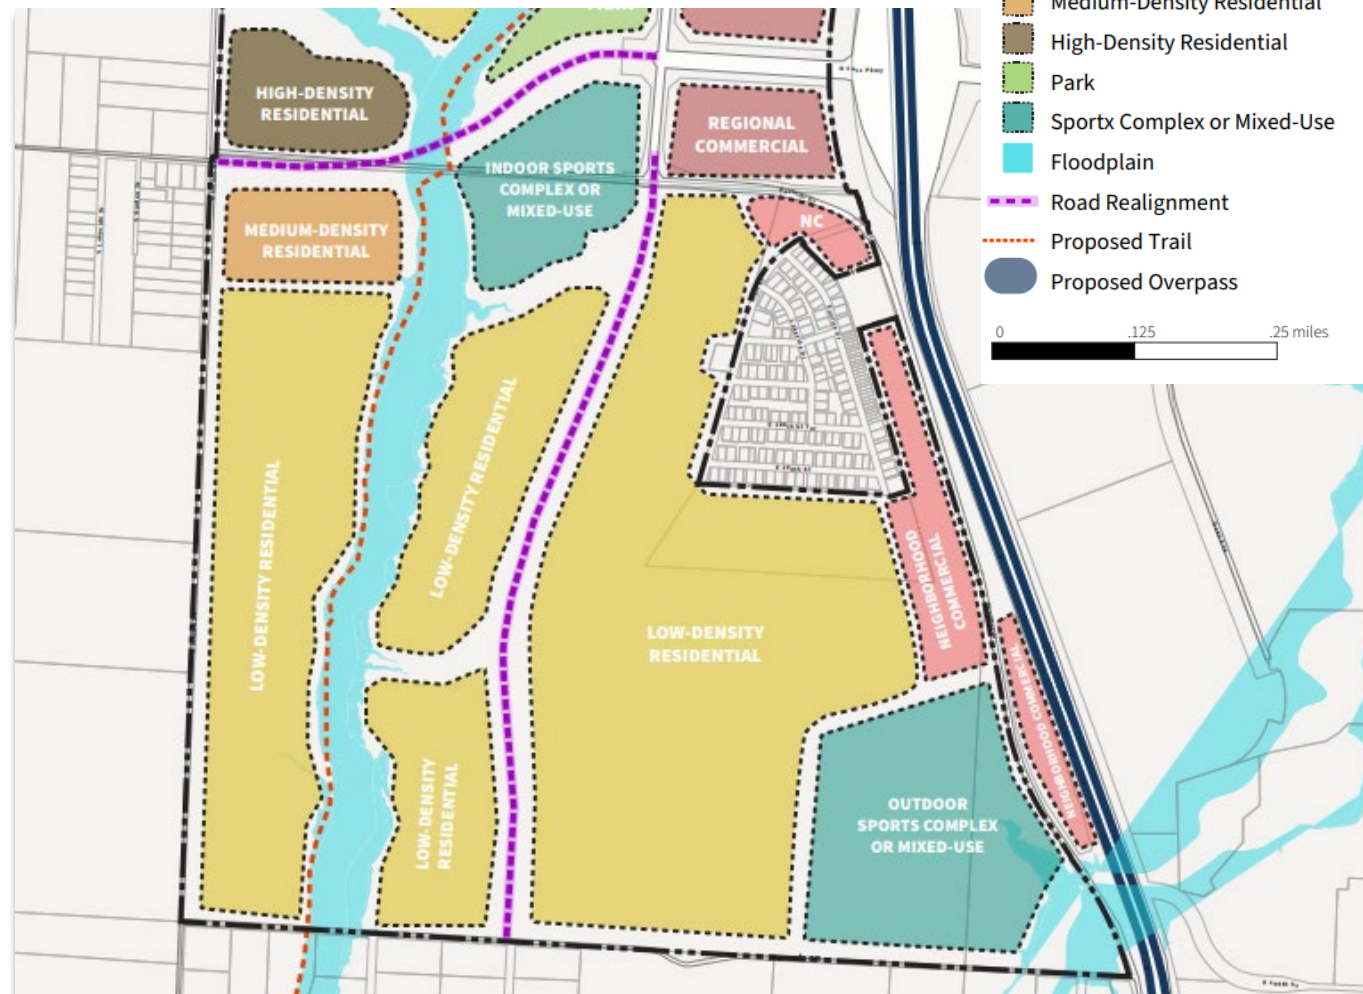 Medium-Density Residential
High-Density Residential
Park
Sportx Complex or Mixed-Use
Floodplain
Road Realignment
Proposed Trail
Proposed Overpass
0 .125 .25 miles
HIGH-DENSITY
RESIDENTIAL
REGIONAL
COMMERCIAL
INDOOR SPORTS
COMPLEX OR
MIXED-USE
NC
MEDIUM-DENSITY
RESIDENTIAL
LOW-DENSITY RESIDENTIAL
LOW-DENSITY RESIDENTIAL
LOW-DENSITY
RESIDENTIAL
NEIGHBORHOOD
COMMERCIAL
NEIGHBORHOOD COMMERCIAL
LOW-DENSITY
RESIDENTIAL
OUTDOOR
SPORTS COMPLEX
OR MIXED-USE